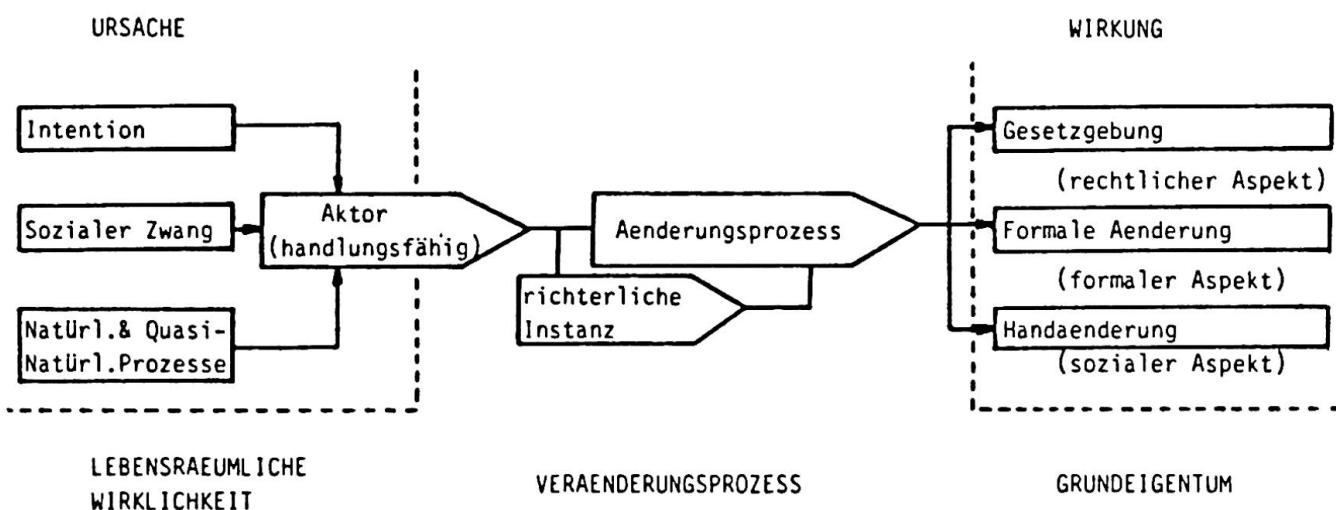 URSACHE
WIRKUNG
Intention
Sozialer Zwang
Natürl.& Quasi-
Natürl.Prozesse
Aktor
(handlungsfähig)
Aenderungsprozess
richterliche
Instanz
Gesetzgebung
(rechtlicher Aspekt)
Formale Aenderung
(formaler Aspekt)
Handaenderung
(sozialer Aspekt)
LEBENSRAEUMLICHE
WIRKLICHKEIT
VERAENDERUNGSPROZESS
GRUNDEIGENTUM